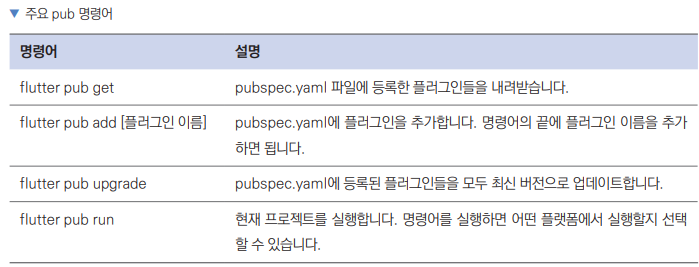 ▼ 주요 pub 명령어
명령어 설명
flutter pub get pubspec.yaml 파일에 등록한 플러그인들을 내려받습니다.
flutter pub add [플러그인 이름] pubspec.yaml에 플러그인을 추가합니다. 명령어의 끝에 플러그인 이름을 추가
하면 됩니다.
flutter pub upgrade pubspec.yaml에 등록된 플러그인들을 모두 최신 버전으로 업데이트합니다.
flutter pub run 현재 프로젝트를 실행합니다. 명령어를 실행하면 어떤 플랫폼에서 실행할지 선택
할 수 있습니다.